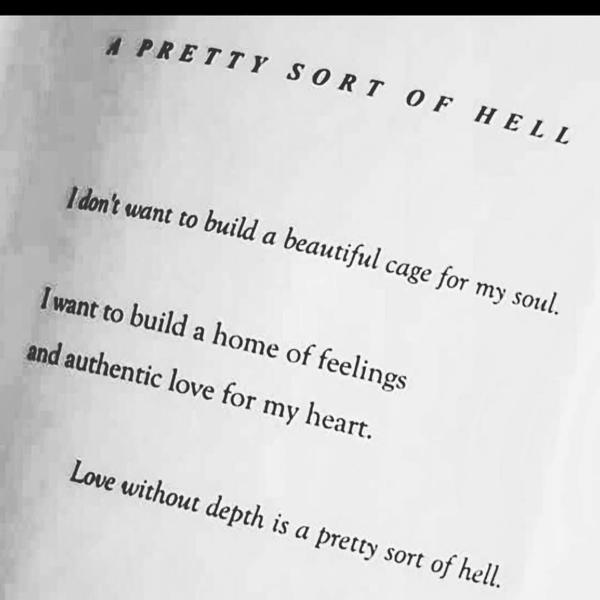 A PRETTY SORT OF HELL
I don't want to build a beautiful cage for my soul.
I want to build a home of feelings
and authentic love for my heart.
Love without depth is a pretty sort of hell.